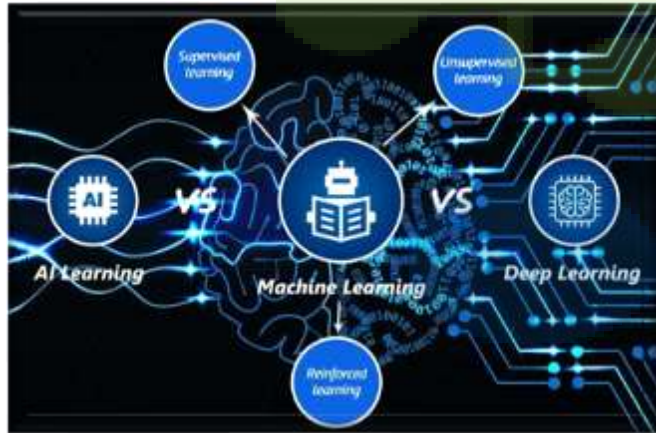 Supervised
learning
Unsupervised
learning
AI
VS
VS
AI Learning
Machine Learning
Deep Learning
Reinforced
learning